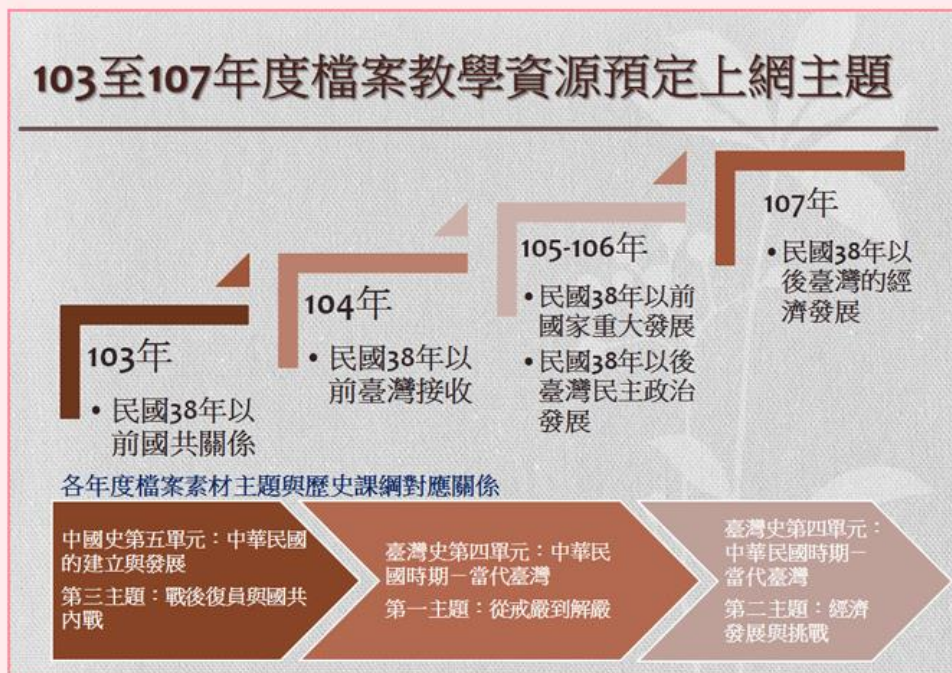 103至107年度檔案教學資源預定上網主題
103年
• 民國38年以
前國共關係
104年
• 民國38年以
前臺灣接收
105-106年
• 民國38年以前
國家重大發展
• 民國38年以後
臺灣民主政治
發展
107年
• 民國38年以
後臺灣的經
濟發展
各年度檔案素材主題與歷史課綱對應關係
中國史第五單元：中華民國
的建立與發展
第三主題：戰後復員與國共
內戰
臺灣史第四單元：中華民
國時期－當代臺灣
第一主題：從戒嚴到解嚴
臺灣史第四單元：
中華民國時期－
當代臺灣
第二主題：經濟
發展與挑戰